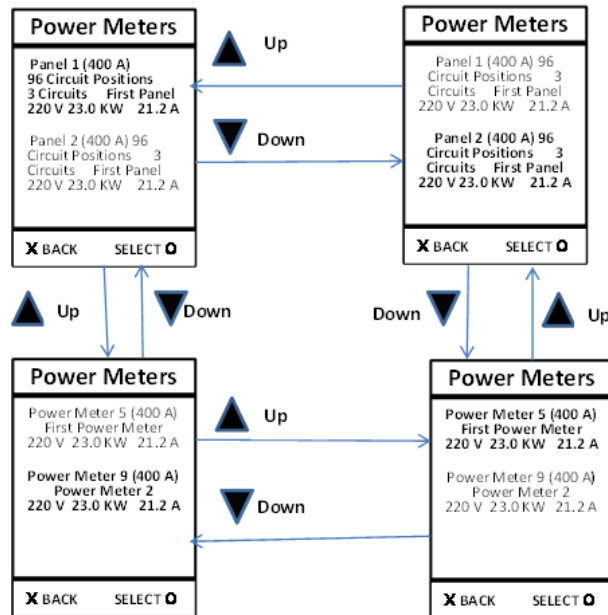 Power Meters
Panel 1 (400 A)
96 Circuit Positions
3 Circuits First Panel
220 V 23.0 KW 21.2 A
Panel 2 (400 A) 96
Circuit Positions 3
Circuits First Panel
220 V 23.0 KW 21.2 A
X BACK SELECT O
Up
Down
Power Meters
Panel 1 (400 A) 96
Circuit Positions 3
Circuits First Panel
220 V 23.0 KW 21.2 A
Panel 2 (400 A) 96
Circuit Positions 3
Circuits First Panel
220 V 23.0 KW 21.2 A
X BACK SELECT O
Up
Down
Down
Up
Power Meters
Power Meter 5 (400 A)
First Power Meter
220 V 23.0 KW 21.2 A
Power Meter 9 (400 A)
Power Meter 2
220 V 23.0 KW 21.2 A
X BACK SELECT O
Up
Down
Power Meters
Power Meter 5 (400 A)
First Power Meter
220 V 23.0 KW 21.2 A
Power Meter 9 (400 A)
Power Meter 2
220 V 23.0 KW 21.2 A
X BACK SELECT O